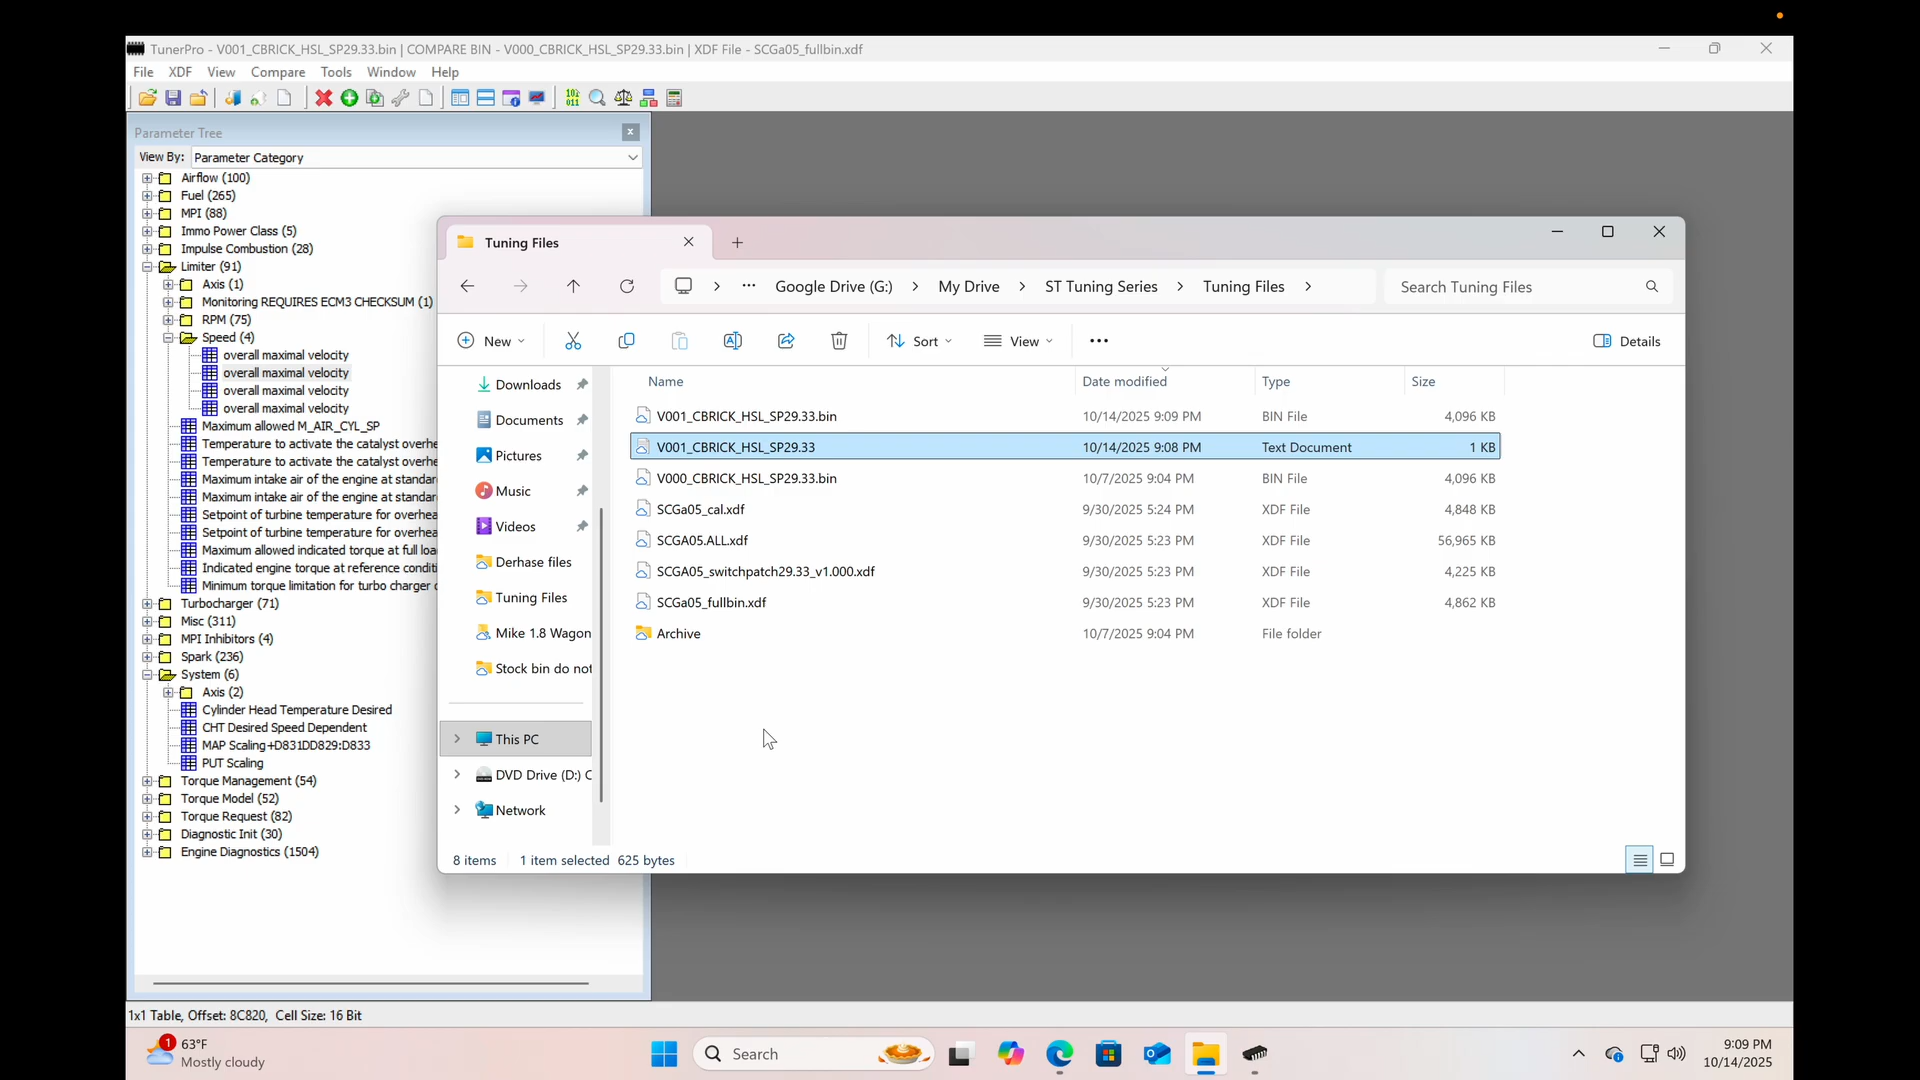 TunerPro - V001_CBRICK_HSL_SP29.33.bin | COMPARE BIN - V000_CBRICK_HSL_SP29.33.bin | XDF File - SCGa05_fullbin.xdf
File XDF View Compare Tools Window Help
Parameter Tree
View By: Parameter Category
Airflow (100)
Fuel (265)
MPI (88)
Immo Power Class (5)
Impulse Combustion (28)
Limiter (91)
Axis (1)
Monitoring REQUIRES ECM3 CHECKSUM (1)
RPM (75)
Speed (4)
overall maximal velocity
overall maximal velocity
overall maximal velocity
overall maximal velocity
Maximum allowed M_AIR_CYL_SP
Temperature to activate the catalyst overhe
Temperature to activate the catalyst overhe
Maximum intake air of the engine at standar
Maximum intake air of the engine at standar
Setpoint of turbine temperature for overhea
Setpoint of turbine temperature for overhea
Maximum allowed indicated torque at full loa
Indicated engine torque at reference conditi
Minimum torque limitation for turbo charger
Turbocharger (71)
Misc (311)
MPI Inhibitors (4)
Spark (236)
System (6)
Axis (2)
Cylinder Head Temperature Desired
CHT Desired Speed Dependent
MAP Scaling+D831DD829:D833
PUT Scaling
Torque Management (54)
Torque Model (52)
Torque Request (82)
Diagnostic Init (30)
Engine Diagnostics (1504)
Tuning Files
Google Drive (G:) My Drive ST Tuning Series Tuning Files
Search Tuning Files
New Sort View Details
Downloads
Documents
Pictures
Music
Videos
Derhase files
Tuning Files
Mike 1.8 Wagon
Stock bin do not
This PC
DVD Drive (D:) C
Network
Name Date modified Type Size
V001_CBRICK_HSL_SP29.33.bin 10/14/2025 9:09 PM BIN File 4,096 KB
V001_CBRICK_HSL_SP29.33 10/14/2025 9:08 PM Text Document 1 KB
V000_CBRICK_HSL_SP29.33.bin 10/7/2025 9:04 PM BIN File 4,096 KB
SCGa05_cal.xdf 9/30/2025 5:24 PM XDF File 4,848 KB
SCGA05.ALL.xdf 9/30/2025 5:23 PM XDF File 56,965 KB
SCGA05_switchpatch29.33_v1.000.xdf 9/30/2025 5:23 PM XDF File 4,225 KB
SCGa05_fullbin.xdf 9/30/2025 5:23 PM XDF File 4,862 KB
Archive 10/7/2025 9:04 PM File folder
8 items 1 item selected 625 bytes
1x1 Table, Offset: 8C820, Cell Size: 16 Bit
1
63°F
Mostly cloudy
Search
9:09 PM
10/14/2025